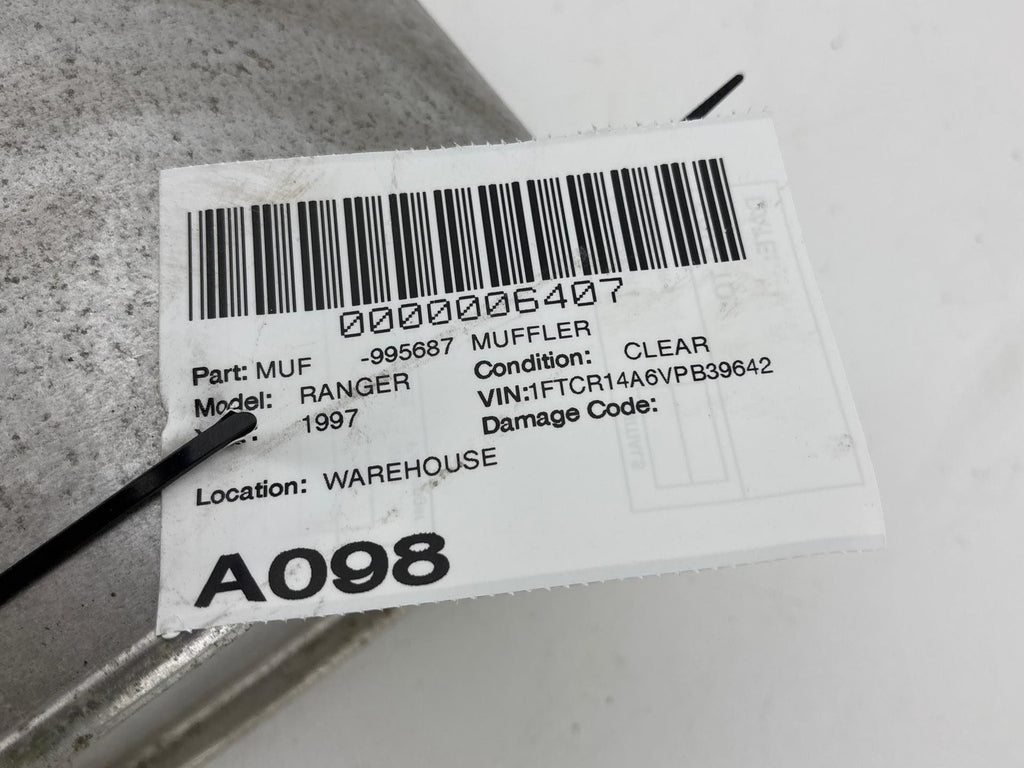 0000006407
Part: MUF -995687 MUFFLER
Model: RANGER Condition: CLEAR
1997 VIN:1FTCR14A6VPB39642
Damage Code:
Location: WAREHOUSE
A098